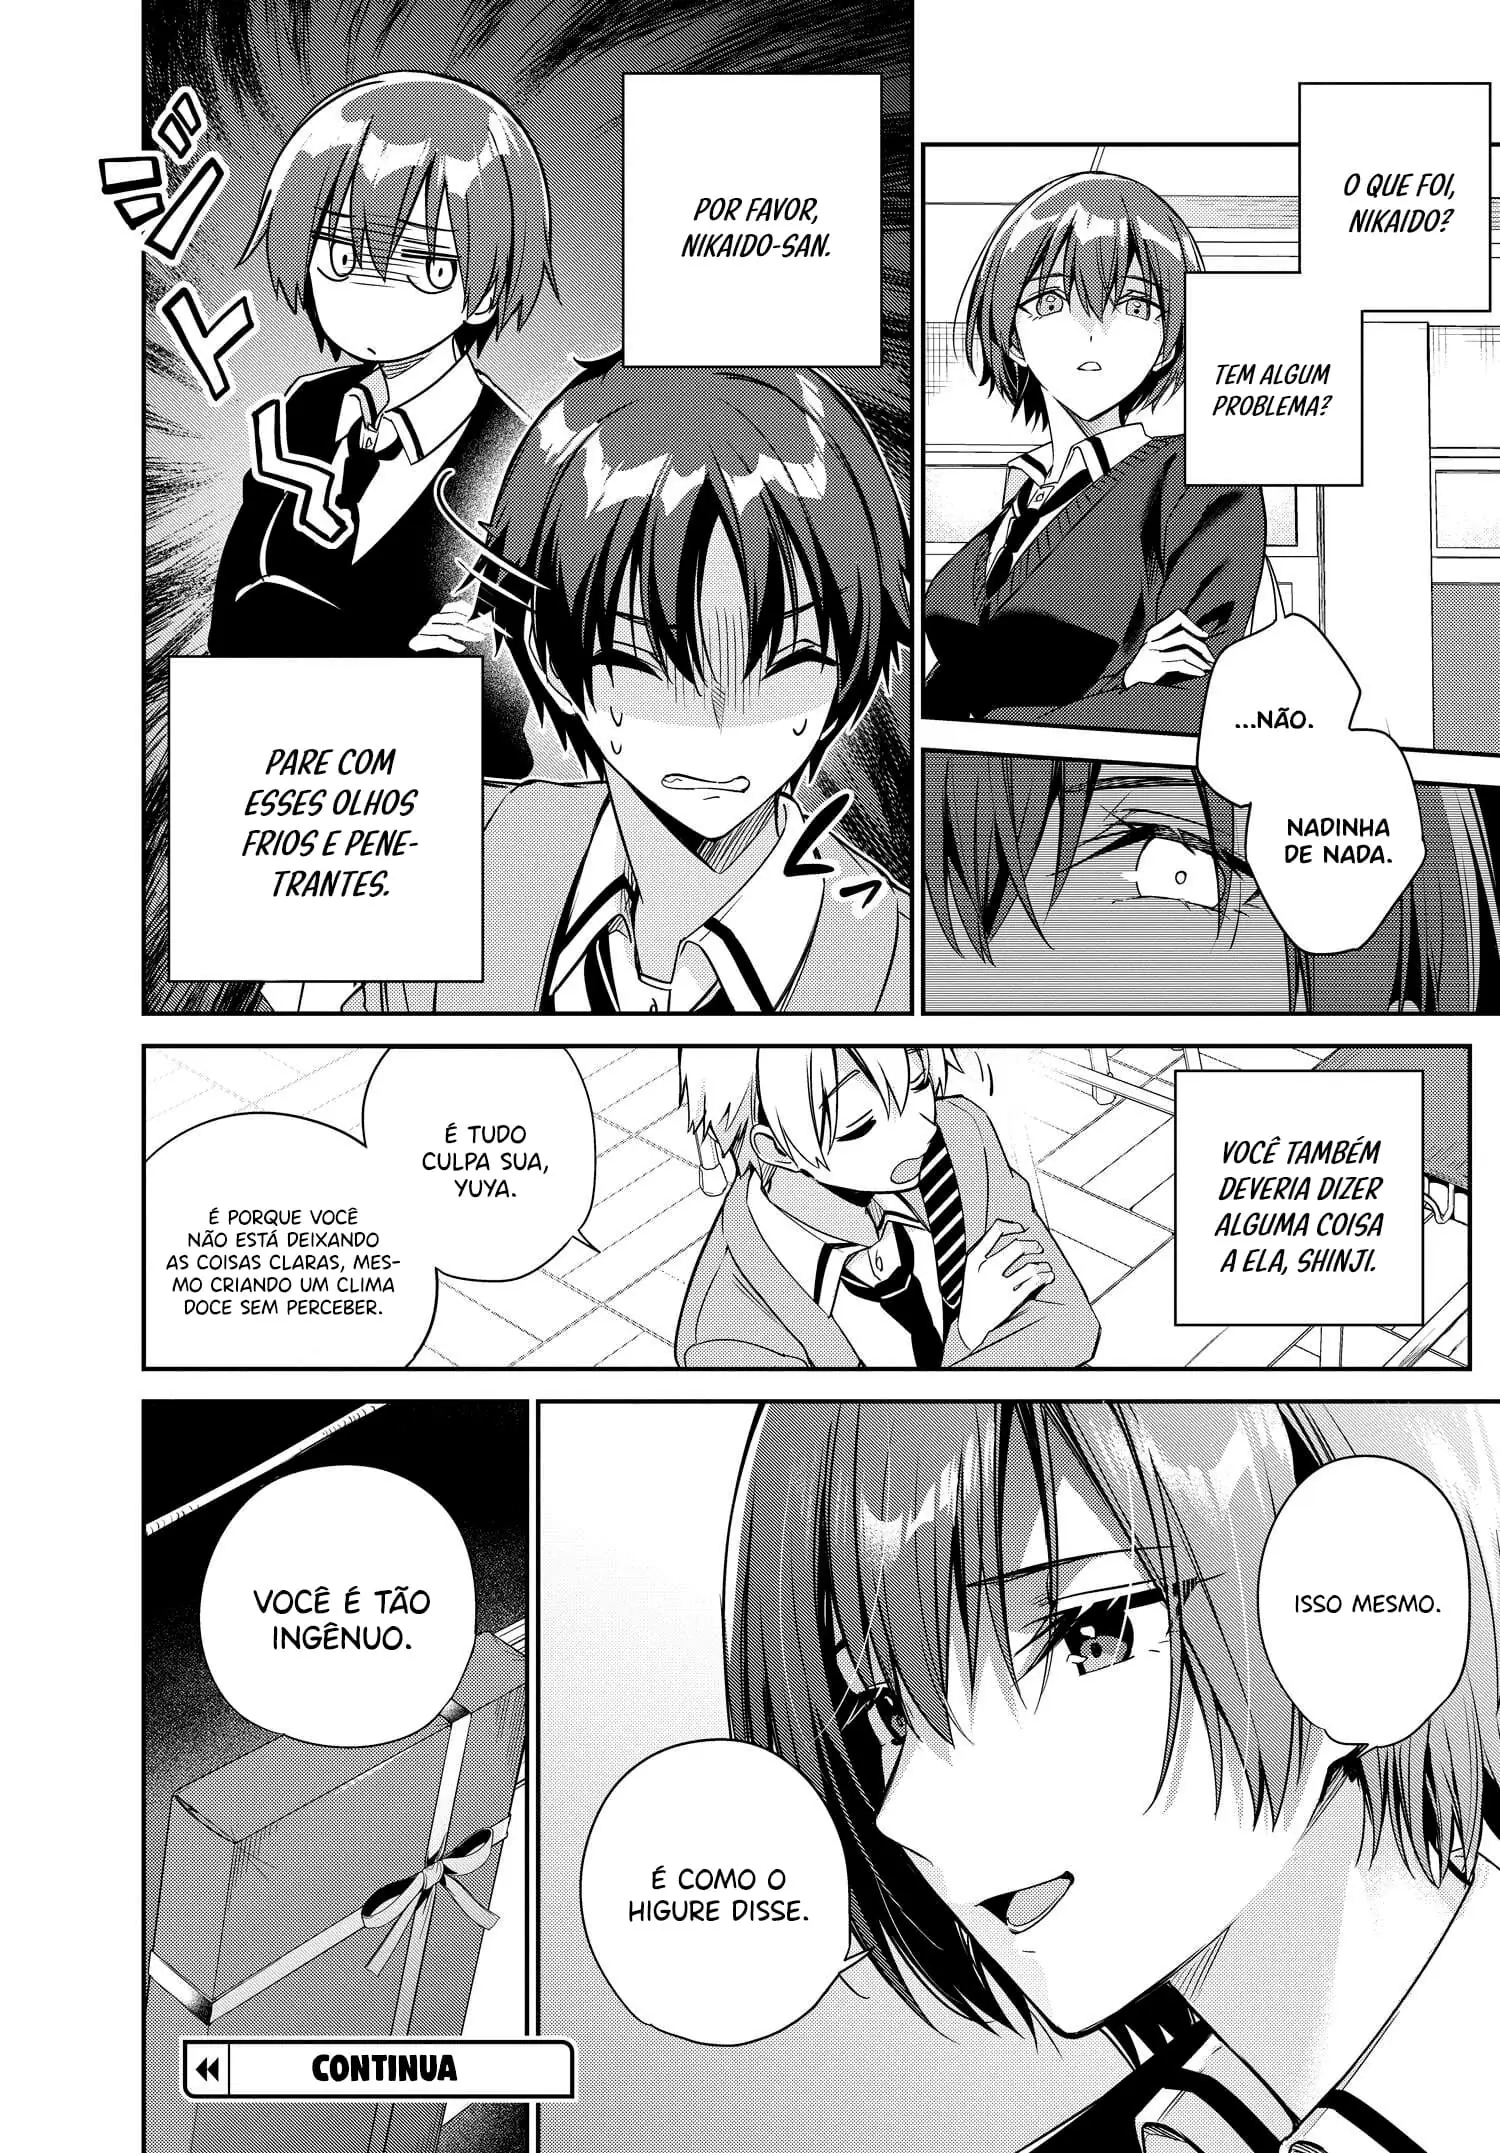 O QUE FOI,
NIKAIDO?
TEM ALGUM
PROBLEMA?
...NÃO.
NADINHA
DE NADA.
POR FAVOR,
NIKAIDO-SAN.
ジーッ
PARE COM
ESSES OLHOS
FRIOS E PENE-
TRANTES.
VOCÊ TAMBÉM
DEVERIA DIZER
ALGUMA COISA
A ELA, SHINJI.
É TUDO
CULPA SUA,
YUYA.
É PORQUE VOCÊ
NÃO ESTÁ DEIXANDO
AS COISAS CLARAS, MES-
MO CRIANDO UM CLIMA
DOCE SEM PERCEBER.
ISSO MESMO.
É COMO O
HIGURE DISSE.
VOCÊ É TÃO
INGÊNUO.
CONTINUA